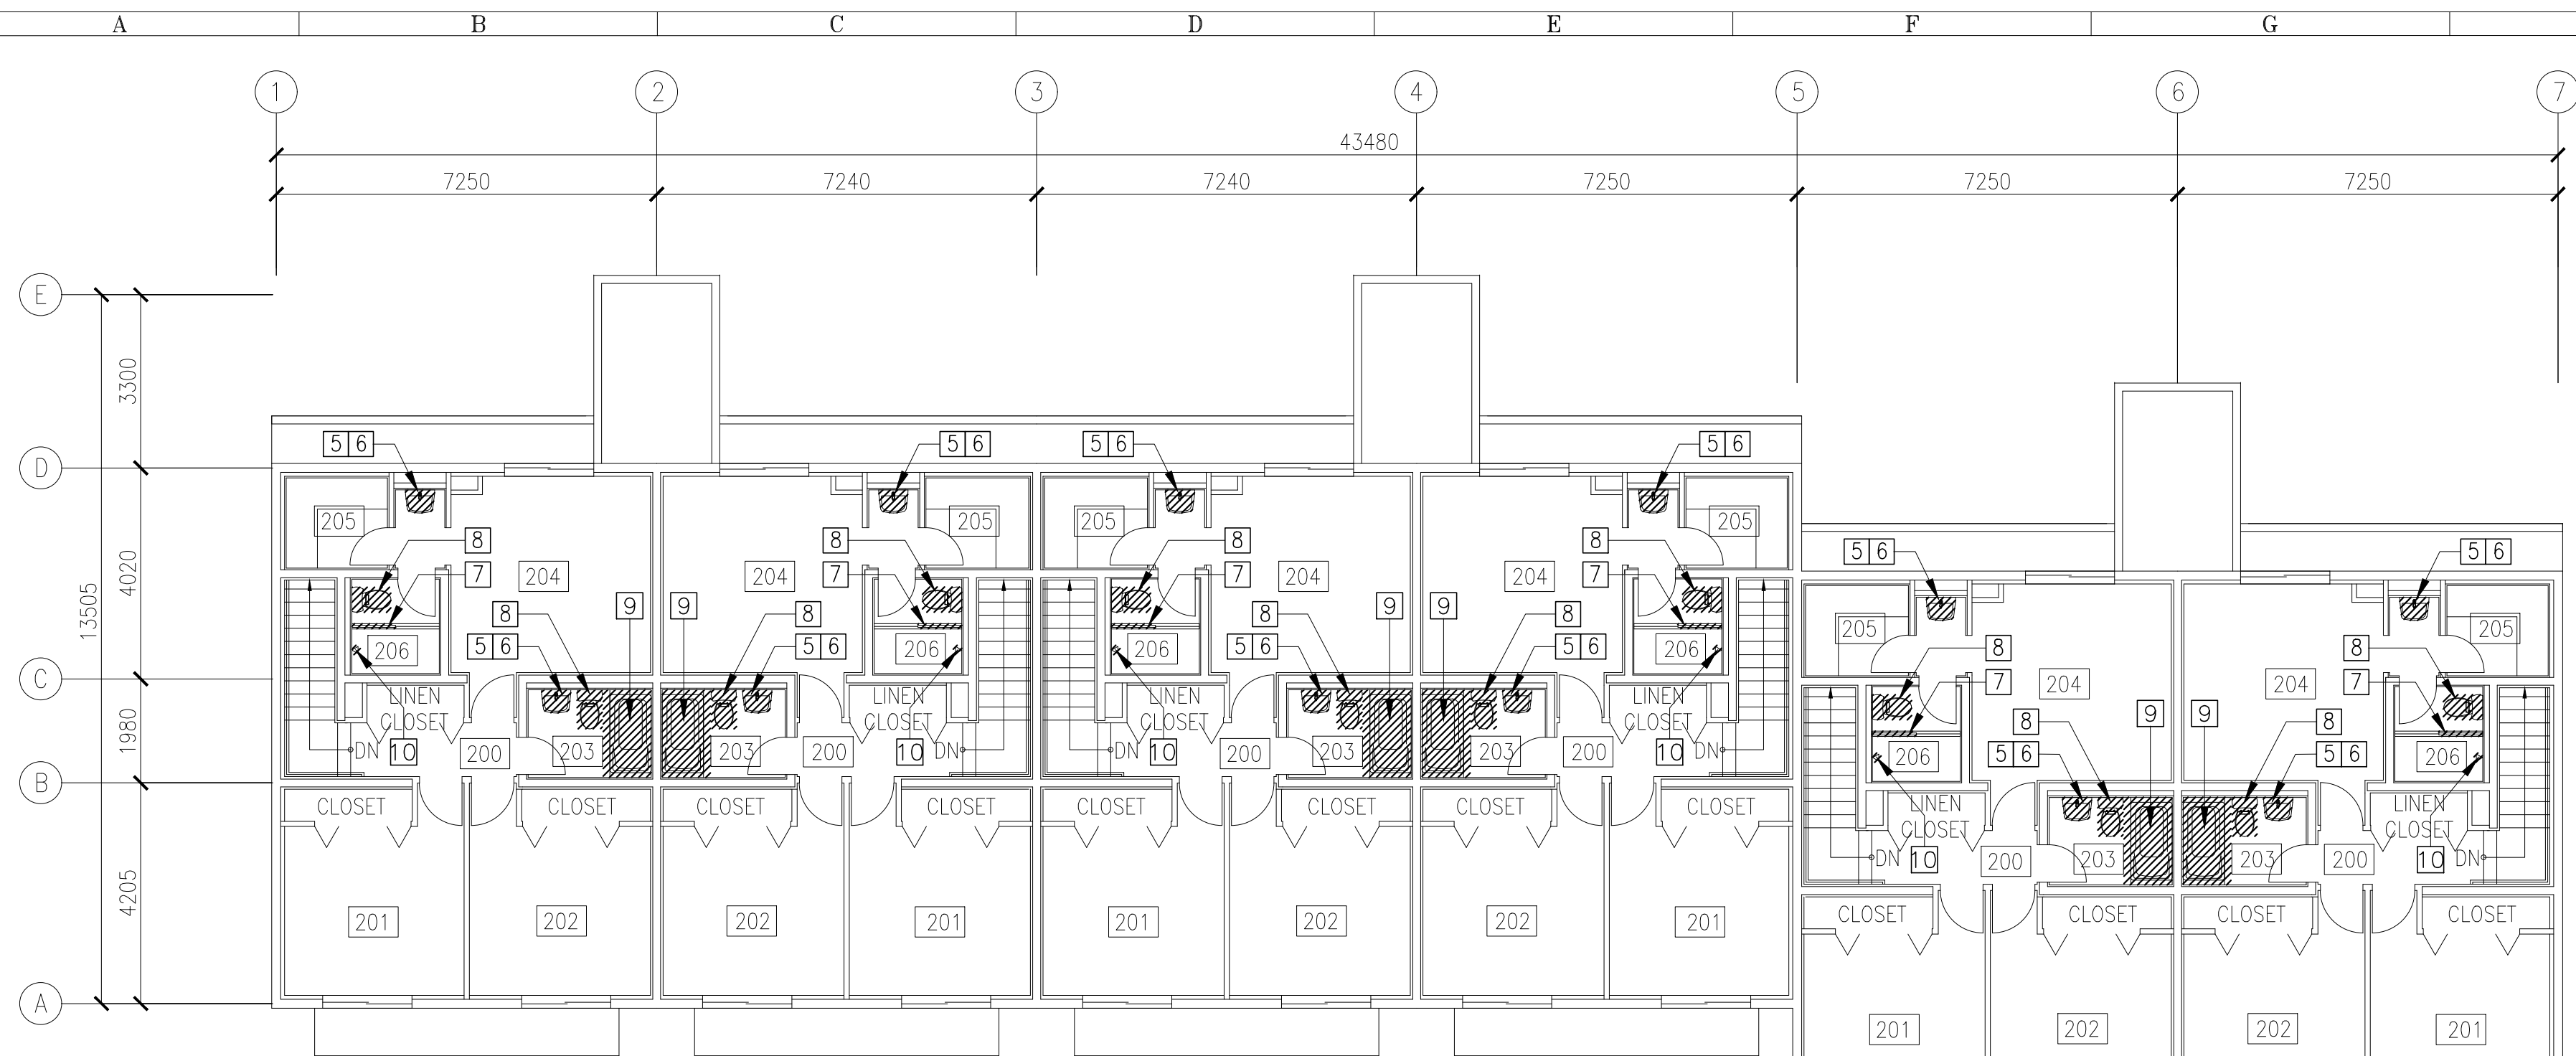 A B C D E F G
1 2 3 4 5 6 7
43480
7250 7240 7240 7250 7250 7250
E
3300
D
4020
13505
C
1980
B
4205
A
5 6 5 6 5 6 5 6
205 205 205 205
8 8 8 8
5 6 5 6
7 204 204 7 7 204 204 7
8 9 9 8 8 9 9 8
205 205
206 5 6 5 6 206 206 5 6 5 6 206
8 8
7 204 204 7
LINEN LINEN LINEN LINEN
CLOSET CLOSET CLOSET CLOSET
8 9 9 8
DN 10 200 203 203 200 10 DN DN 10 200 203 203 200 10 DN
206 5 6 5 6 206
CLOSET CLOSET CLOSET CLOSET CLOSET CLOSET CLOSET CLOSET
LINEN LINEN
CLOSET CLOSET
DN 10 200 203 203 200 10 DN
201 202 202 201 201 202 202 201
CLOSET CLOSET CLOSET CLOSET
201 202 202 201